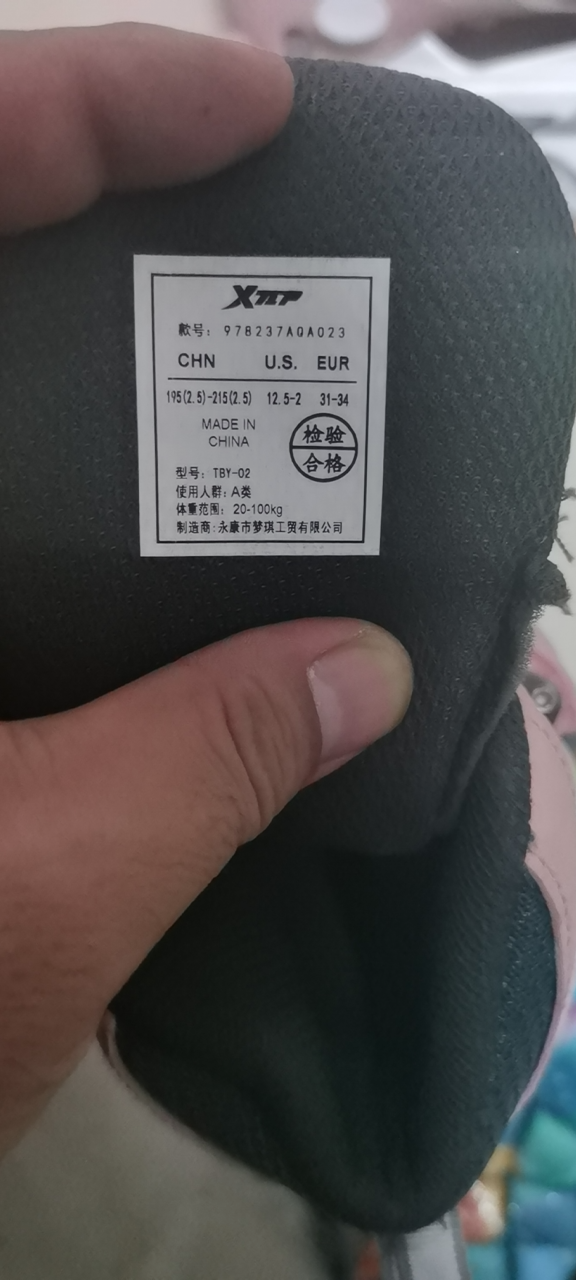 XTEP
款号: 978237AQA023
CHN U.S. EUR
195(2.5)-215(2.5) 12.5-2 31-34
MADE IN
CHINA
检验
合格
型号: TBY-02
使用人群: A类
体重范围: 20-100kg
制造商:永康市梦琪工贸有限公司